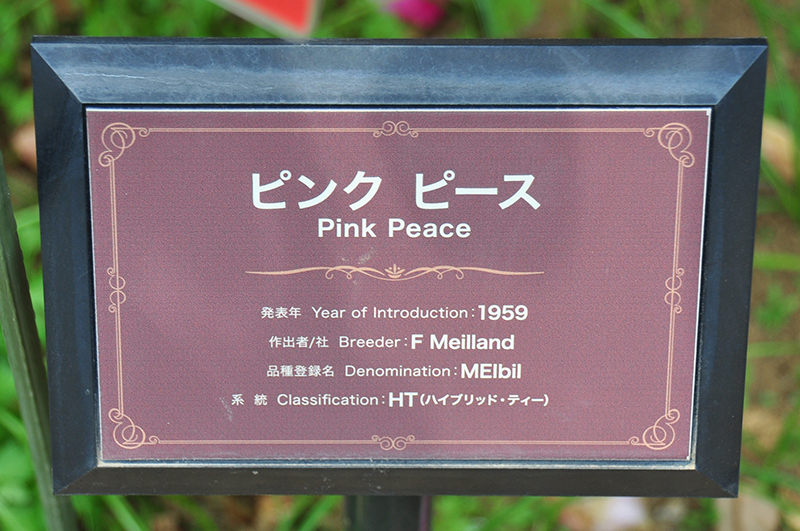 ピンク ピース
Pink Peace
発表年 Year of Introduction：1959
作出者/社 Breeder：F Meilland
品種登録名 Denomination：MEIbil
系 統 Classification：HT（ハイブリッド・ティー）